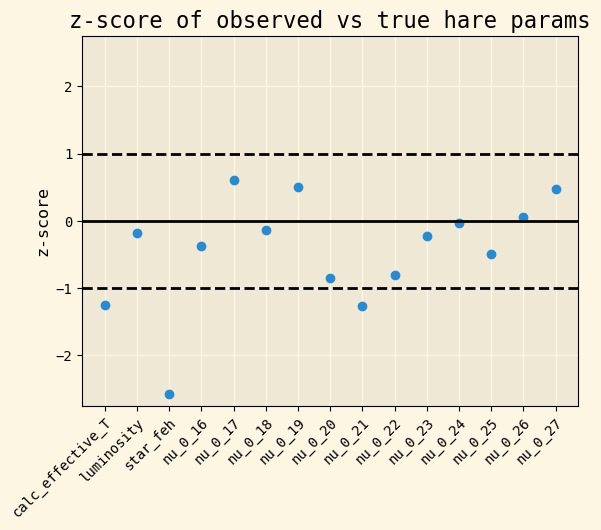 z-score of observed vs true hare params
z-score
2
1
0
−1
−2
calc_effective_T
luminosity
star_feh
nu_0_16
nu_0_17
nu_0_18
nu_0_19
nu_0_20
nu_0_21
nu_0_22
nu_0_23
nu_0_24
nu_0_25
nu_0_26
nu_0_27